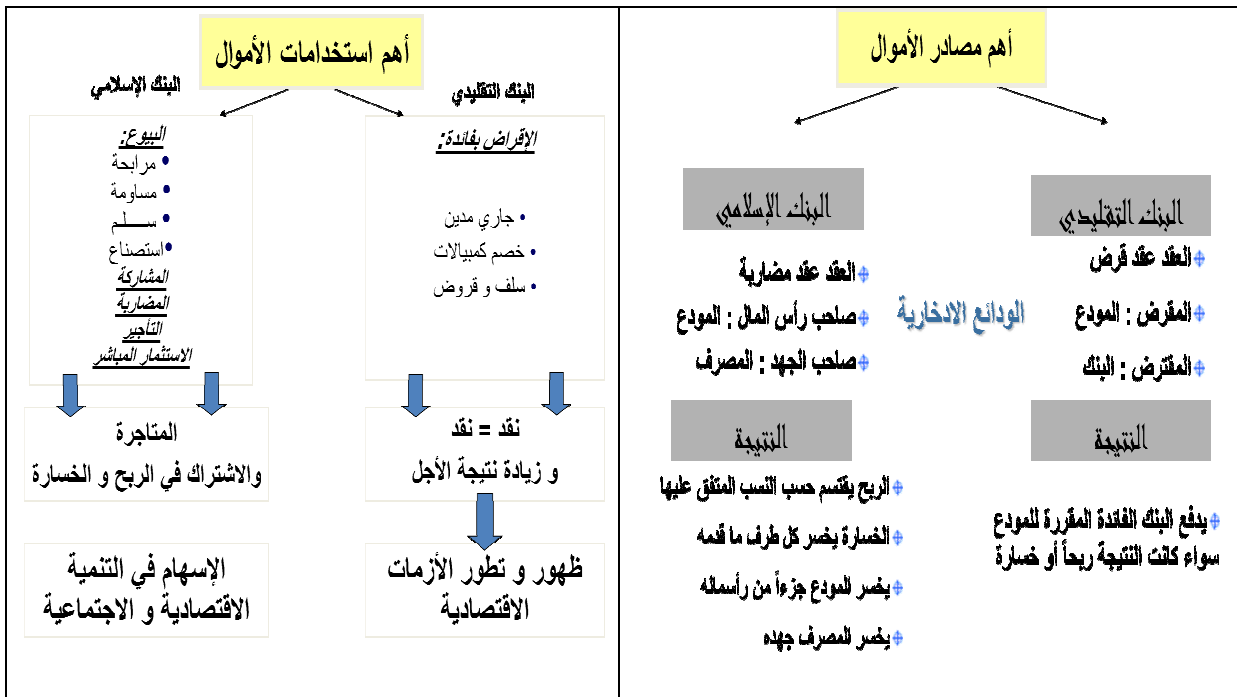 أهم مصادر الأموال
البنك التقليدي
العقد عقد قرض
المقرض : المودع
المقترض : البنك
النتيجة
يدفع البنك الفائدة المقررة للمودع
سواء كانت النتيجة ربحاً أو خسارة
الودائع الادخارية
البنك الإسلامي
العقد عقد مضاربة
صاحب رأس المال : المودع
صاحب الجهد : المصرف
النتيجة
الربح يقتسم حسب النسب المتفق عليها
الخسارة يخسر كل طرف ما قدمه
يخسر المودع جزءاً من رأسماله
يخسر المصرف جهده
أهم استخدامات الأموال
البنك التقليدي
الإقراض بفائدة:
• جاري مدين
• خصم كمبيالات
• سلف و قروض
نقد = نقد
و زيادة نتيجة الأجل
ظهور و تطور الأزمات
الاقتصادية
البنك الإسلامي
البيوع:
• مرابحة
• مساومة
• ســـلـم
• استصناع
المشاركة
المضاربة
التأجير
الاستثمار المباشر
المتاجرة
والاشتراك في الربح و الخسارة
الإسهام في التنمية
الاقتصادية و الاجتماعية